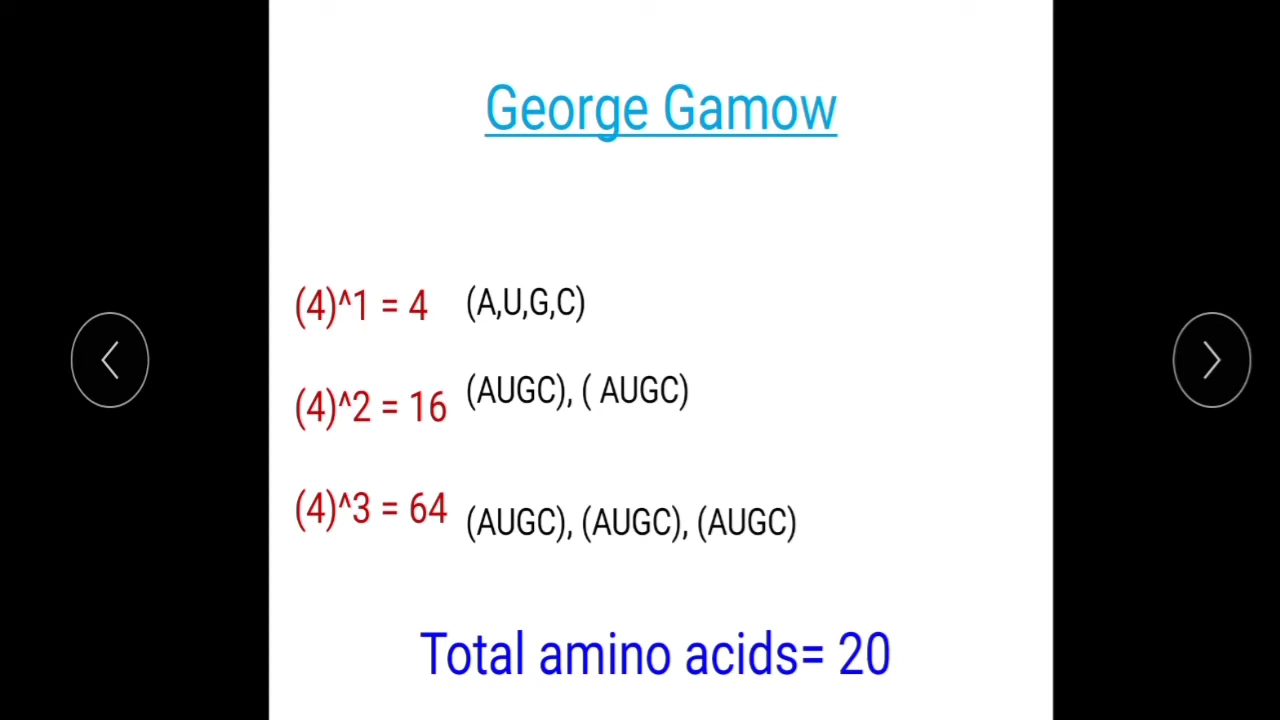 George Gamow
(4)^1 = 4 (A,U,G,C)
(4)^2 = 16 (AUGC), ( AUGC)
(4)^3 = 64 (AUGC), (AUGC), (AUGC)
Total amino acids= 20